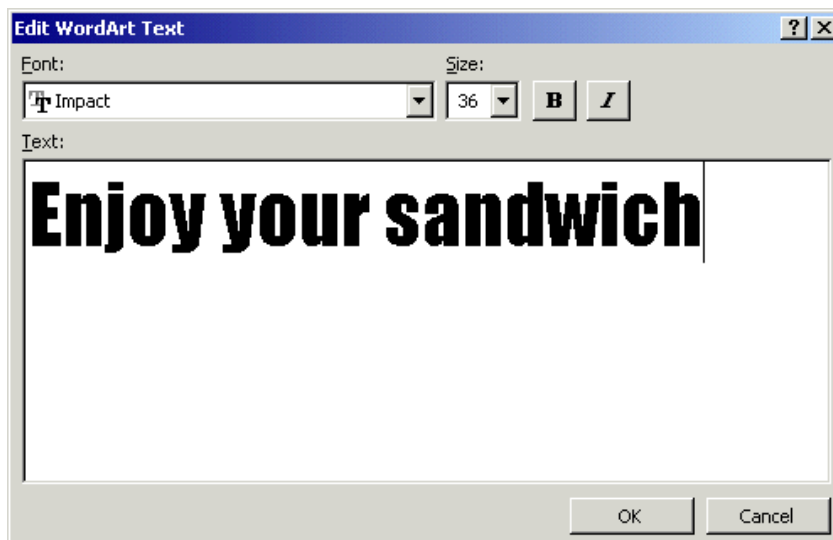 Edit WordArt Text
Font: Size:
Impact 36 B I
Text:
Enjoy your sandwich
OK Cancel